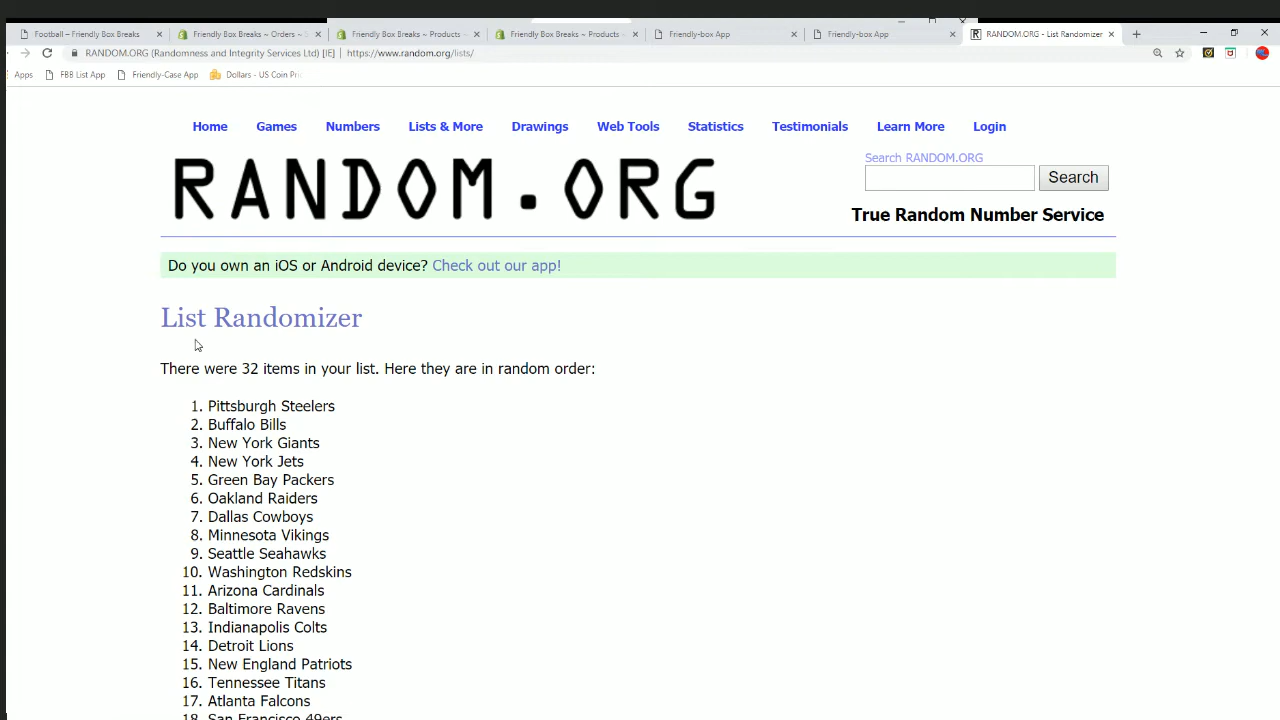 Football – Friendly Box Breaks
Friendly Box Breaks ~ Orders ~ S
Friendly Box Breaks ~ Products ~
Friendly Box Breaks ~ Products ~
Friendly-box App
Friendly-box App
RANDOM.ORG - List Randomizer
RANDOM.ORG (Randomness and Integrity Services Ltd) [IE] | https://www.random.org/lists/
Apps FBB List App Friendly-Case App Dollars - US Coin Pri
Home Games Numbers Lists & More Drawings Web Tools Statistics Testimonials Learn More Login
RANDOM.ORG
Search RANDOM.ORG
Search
True Random Number Service
Do you own an iOS or Android device? Check out our app!
List Randomizer
There were 32 items in your list. Here they are in random order:
1. Pittsburgh Steelers
2. Buffalo Bills
3. New York Giants
4. New York Jets
5. Green Bay Packers
6. Oakland Raiders
7. Dallas Cowboys
8. Minnesota Vikings
9. Seattle Seahawks
10. Washington Redskins
11. Arizona Cardinals
12. Baltimore Ravens
13. Indianapolis Colts
14. Detroit Lions
15. New England Patriots
16. Tennessee Titans
17. Atlanta Falcons
18. San Francisco 49ers